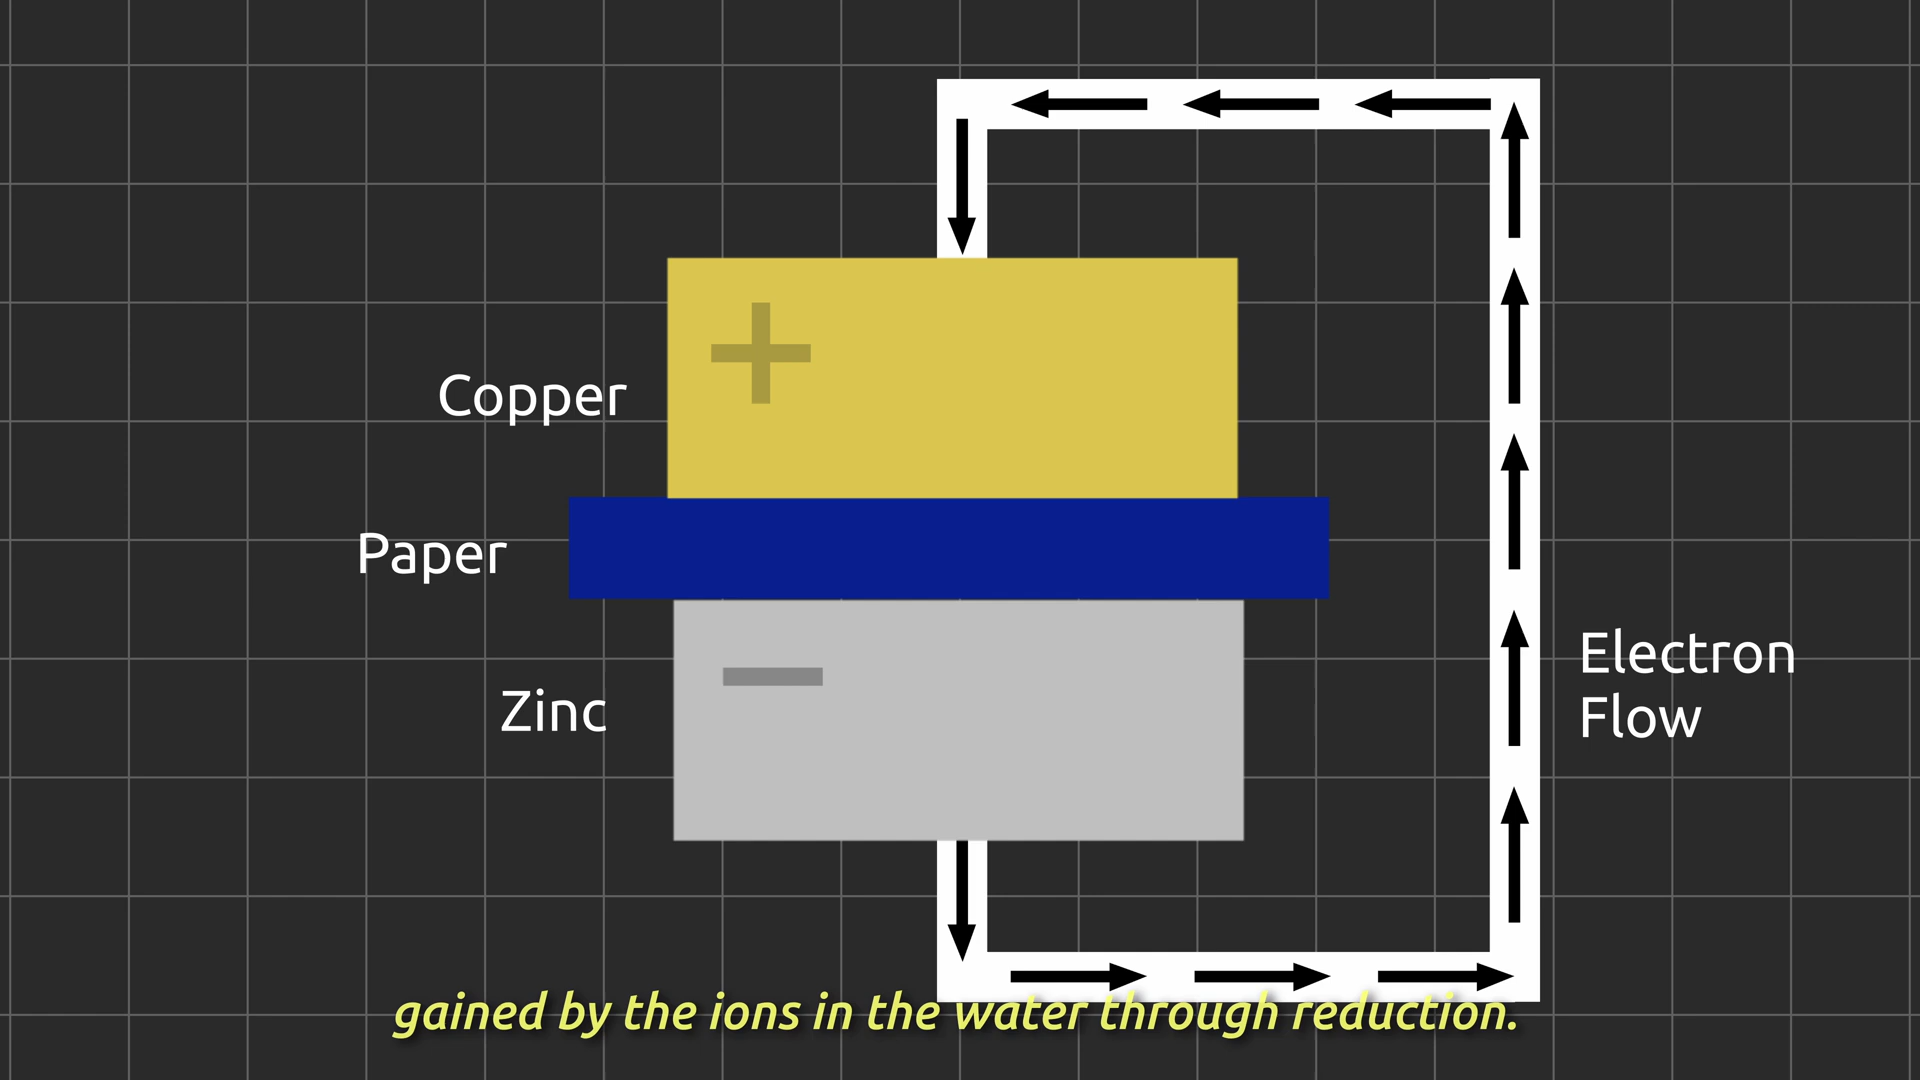 Copper
Paper
Zinc
Electron
Flow
gained by the ions in the water through reduction.